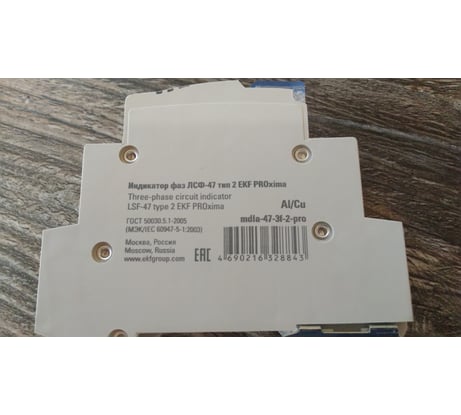 Индикатор фаз ЛСФ-47 тип 2 EKF PROxima
Three-phase circuit indicator
LSF-47 type 2 EKF PROxima
Al/Cu
mdla-47-3f-2-pro
ГОСТ 50030.5.1-2005
(МЭК/IEC 60947-5-1:2003)
Москва, Россия
Moscow, Russia
www.ekfgroup.com
EAC
4 690216 328843